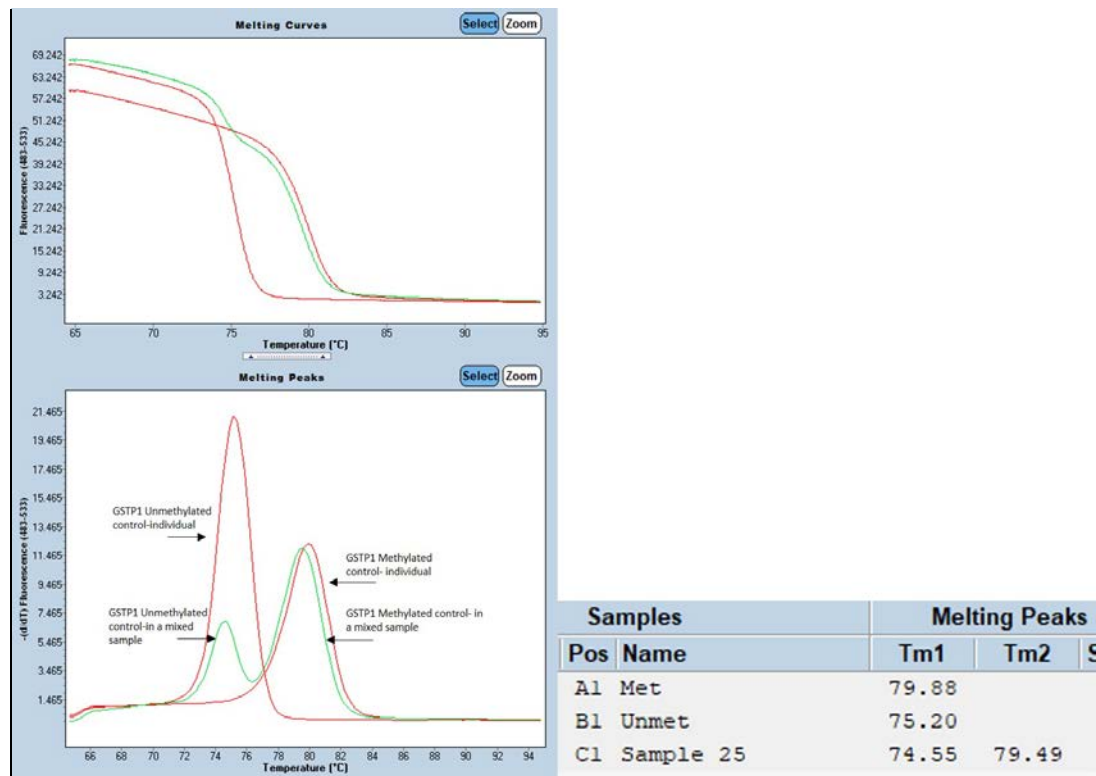 Melting Curves
Select
Zoom
69.242
63.242
57.242
51.242
45.242
39.242
33.242
27.242
21.242
15.242
9.242
3.242
Fluorescence (483-533)
65 70 75 80 85 90 95
Temperature (°C)
Melting Peaks
Select
Zoom
21.465
19.465
17.465
15.465
13.465
11.465
9.465
7.465
5.465
3.465
1.465
-(d/dT) Fluorescence (483-533)
GSTP1 Unmethylated
control-individual
GSTP1 Methylated
control- individual
GSTP1 Unmethylated
control-in a mixed
sample
GSTP1 Methylated control- in
a mixed sample
66 68 70 72 74 76 78 80 82 84 86 88 90 92 94
Temperature (°C)
Samples Melting Peaks
Pos Name Tm1 Tm2 S
A1 Met 79.88
B1 Unmet 75.20
C1 Sample 25 74.55 79.49